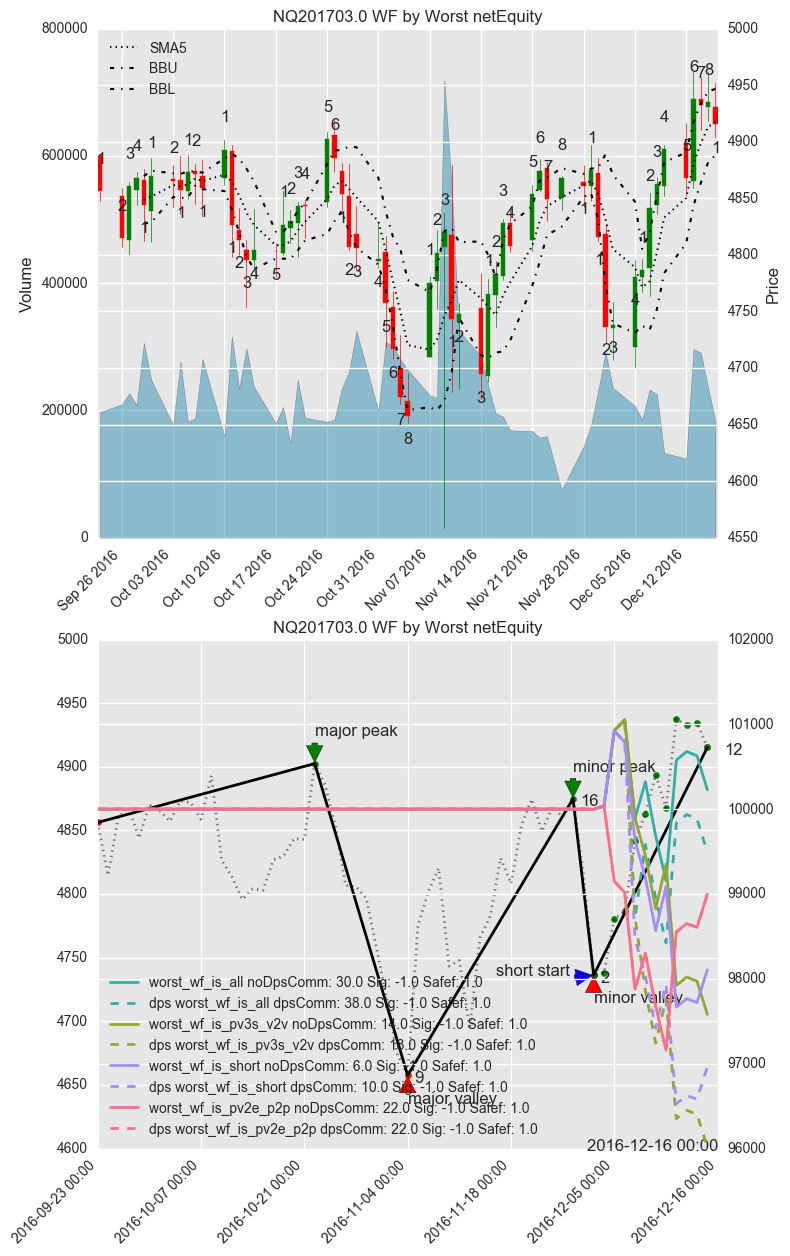 NQ201703.0 WF by Worst netEquity
800000
600000
400000
200000
0
Volume
SMA5
BBU
BBL
5000
4950
4900
4850
4800
4750
4700
4650
4600
4550
Price
Sep 26 2016
Oct 03 2016
Oct 10 2016
Oct 17 2016
Oct 24 2016
Oct 31 2016
Nov 07 2016
Nov 14 2016
Nov 21 2016
Nov 28 2016
Dec 05 2016
Dec 12 2016
NQ201703.0 WF by Worst netEquity
5000
4950
4900
4850
4800
4750
4700
4650
4600
102000
101000
100000
99000
98000
97000
96000
major peak
minor peak
16
12
short start
2
minor valley
9
major valley
worst_wf_is_all noDpsComm: 30.0 Sig: -1.0 Safef: 1.0
dps worst_wf_is_all dpsComm: 38.0 Sig: -1.0 Safef: 1.0
worst_wf_is_pv3s_v2v noDpsComm: 14.0 Sig: -1.0 Safef: 1.0
dps worst_wf_is_pv3s_v2v dpsComm: 18.0 Sig: -1.0 Safef: 1.0
worst_wf_is_short noDpsComm: 6.0 Sig: -1.0 Safef: 1.0
dps worst_wf_is_short dpsComm: 10.0 Sig: -1.0 Safef: 1.0
worst_wf_is_pv2e_p2p noDpsComm: 22.0 Sig: -1.0 Safef: 1.0
dps worst_wf_is_pv2e_p2p dpsComm: 22.0 Sig: -1.0 Safef: 1.0
2016-12-16 00:00
2016-09-23 00:00
2016-10-07 00:00
2016-10-21 00:00
2016-11-04 00:00
2016-11-18 00:00
2016-12-05 00:00
2016-12-16 00:00